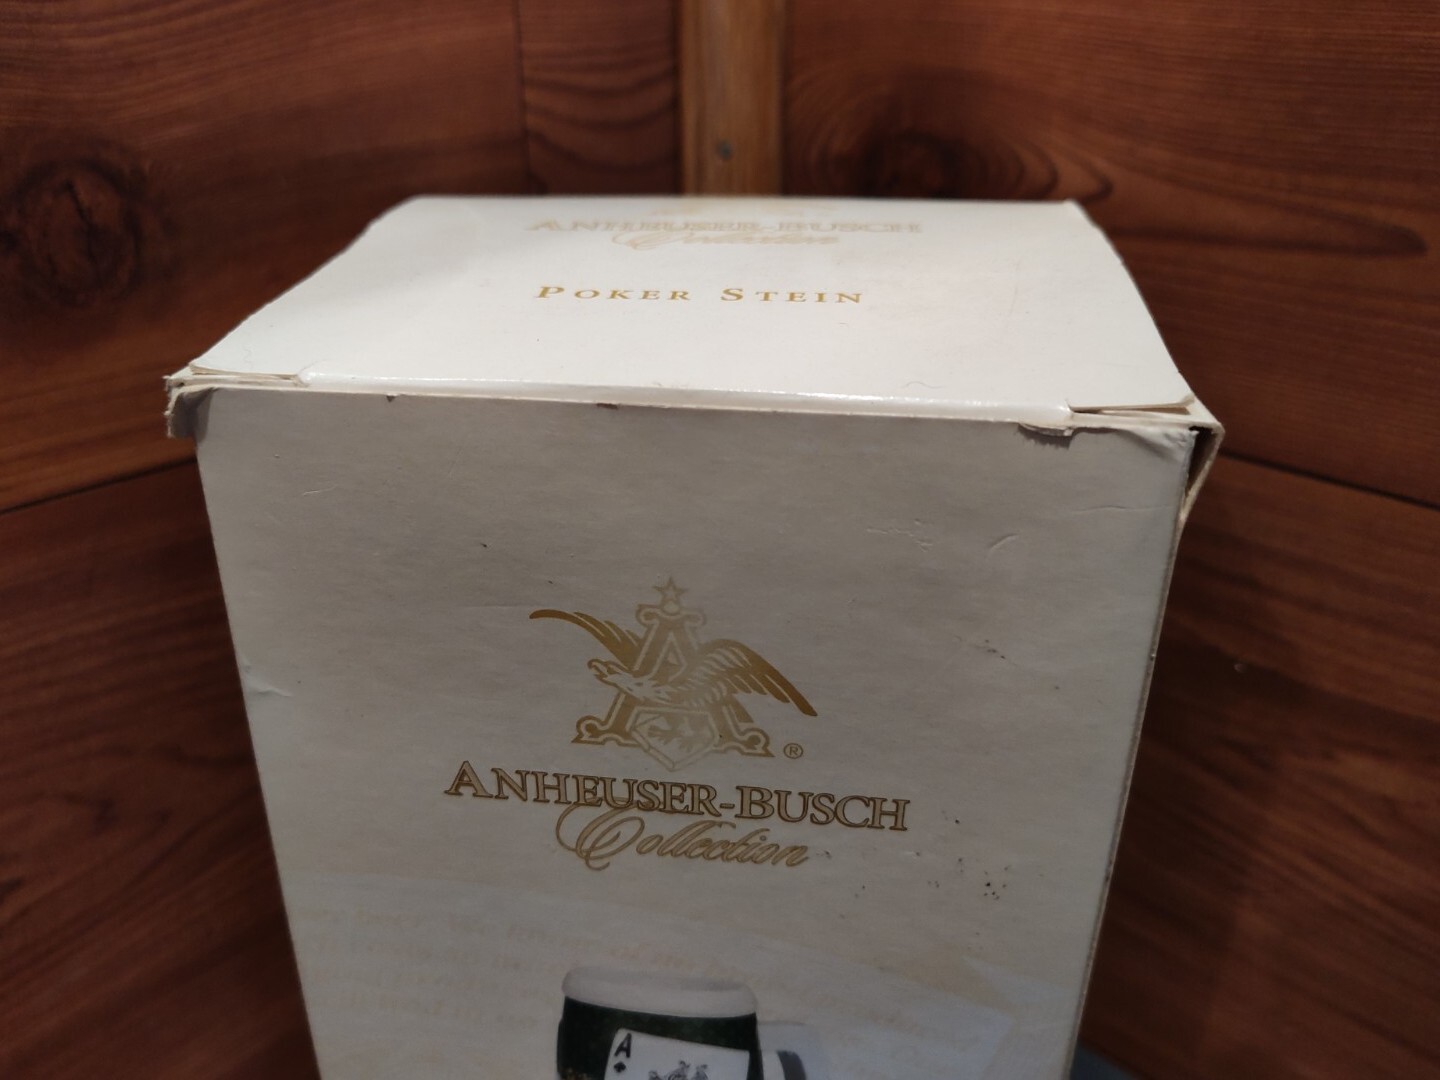 ANHEUSER-BUSCH
Collection
POKER STEIN
A
®
ANHEUSER-BUSCH
Collection
A